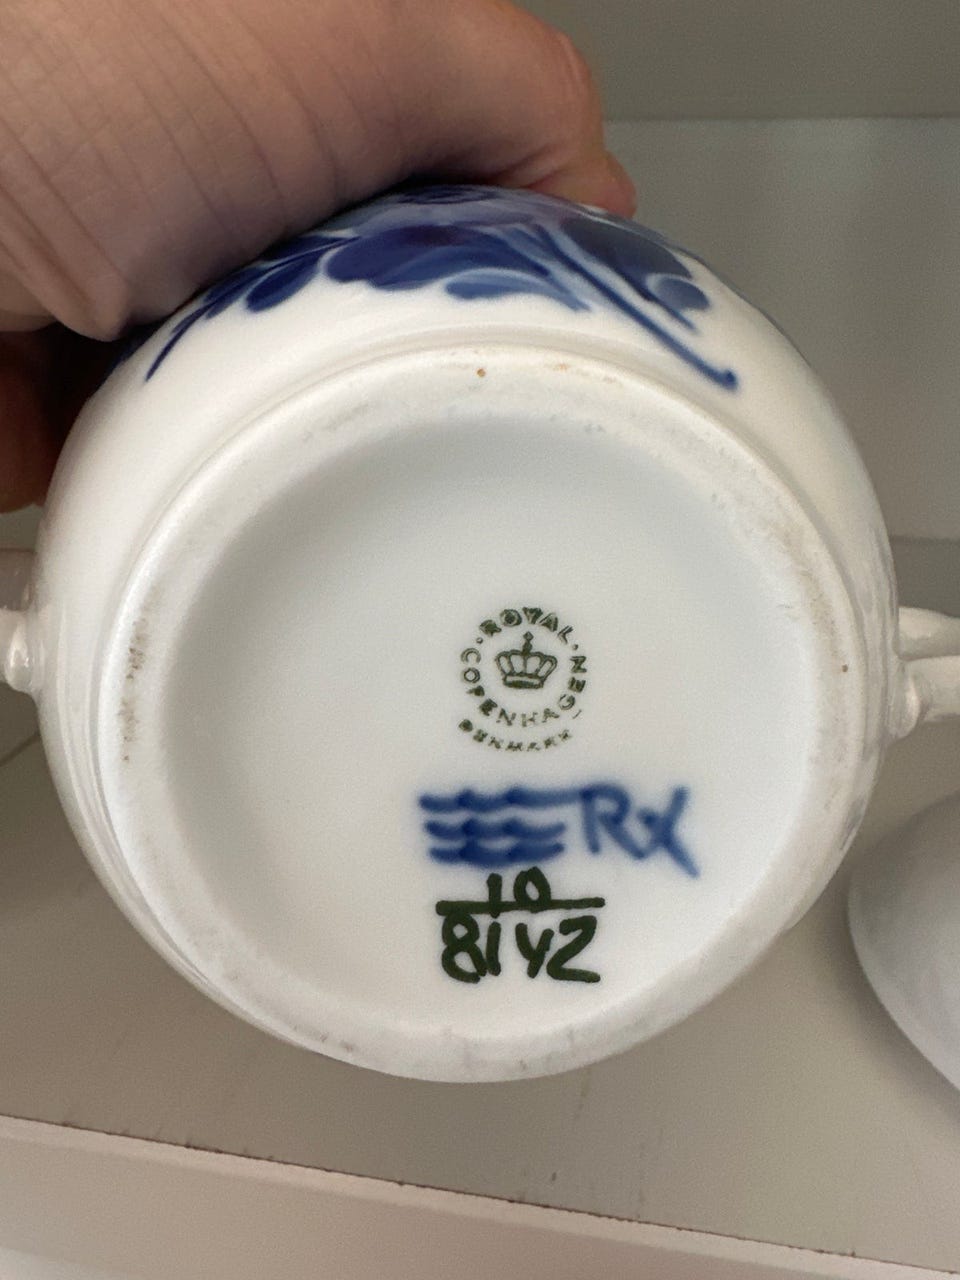 ROYAL
COPENHAGEN
DENMARK
Rx
10
8142